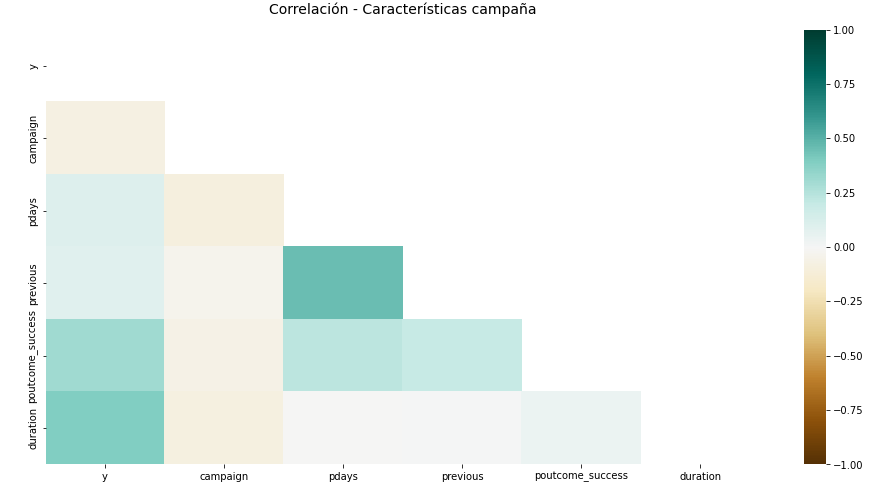 Correlación - Características campaña
y
campaign
pdays
previous
poutcome_success
duration
y
campaign
pdays
previous
poutcome_success
duration
1.00
0.75
0.50
0.25
0.00
−0.25
−0.50
−0.75
−1.00